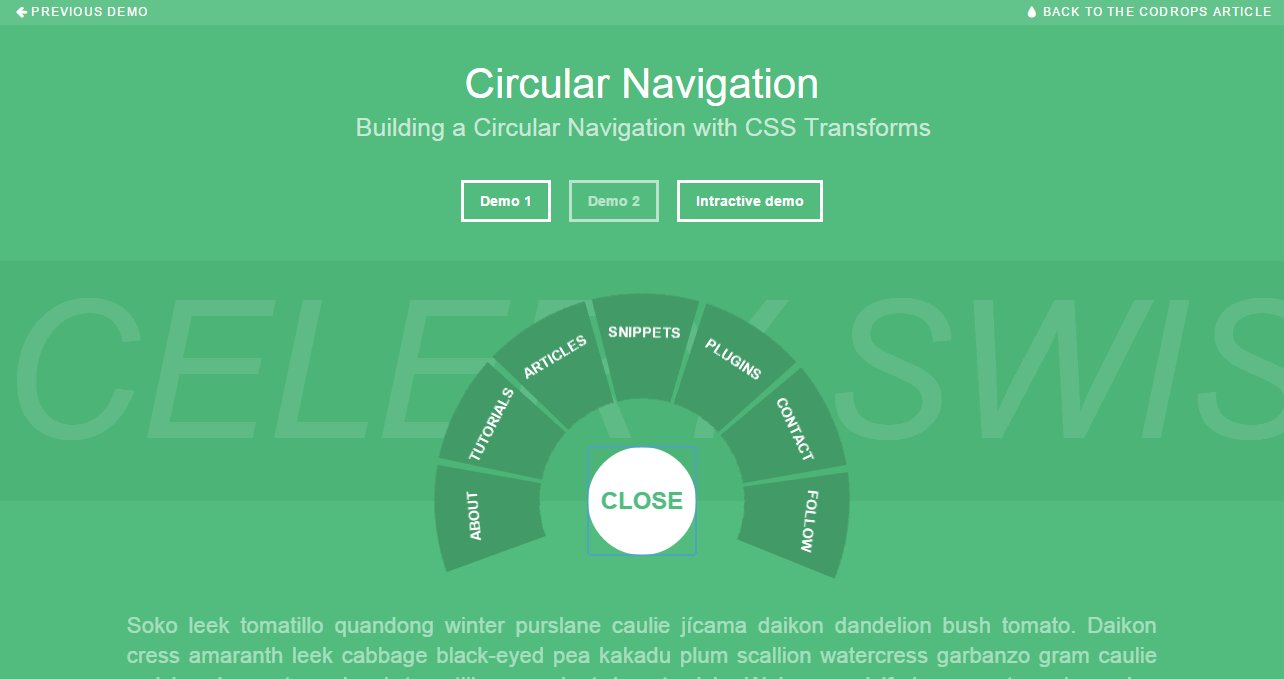 PREVIOUS DEMO
BACK TO THE CODROPS ARTICLE
Circular Navigation
Building a Circular Navigation with CSS Transforms
Demo 1
Demo 2
Intractive demo
CELERY SWIS
ABOUT
TUTORIALS
ARTICLES
SNIPPETS
PLUGINS
CONTACT
FOLLOW
CLOSE
Soko leek tomatillo quandong winter purslane caulie jícama daikon dandelion bush tomato. Daikon
cress amaranth leek cabbage black-eyed pea kakadu plum scallion watercress garbanzo gram caulie